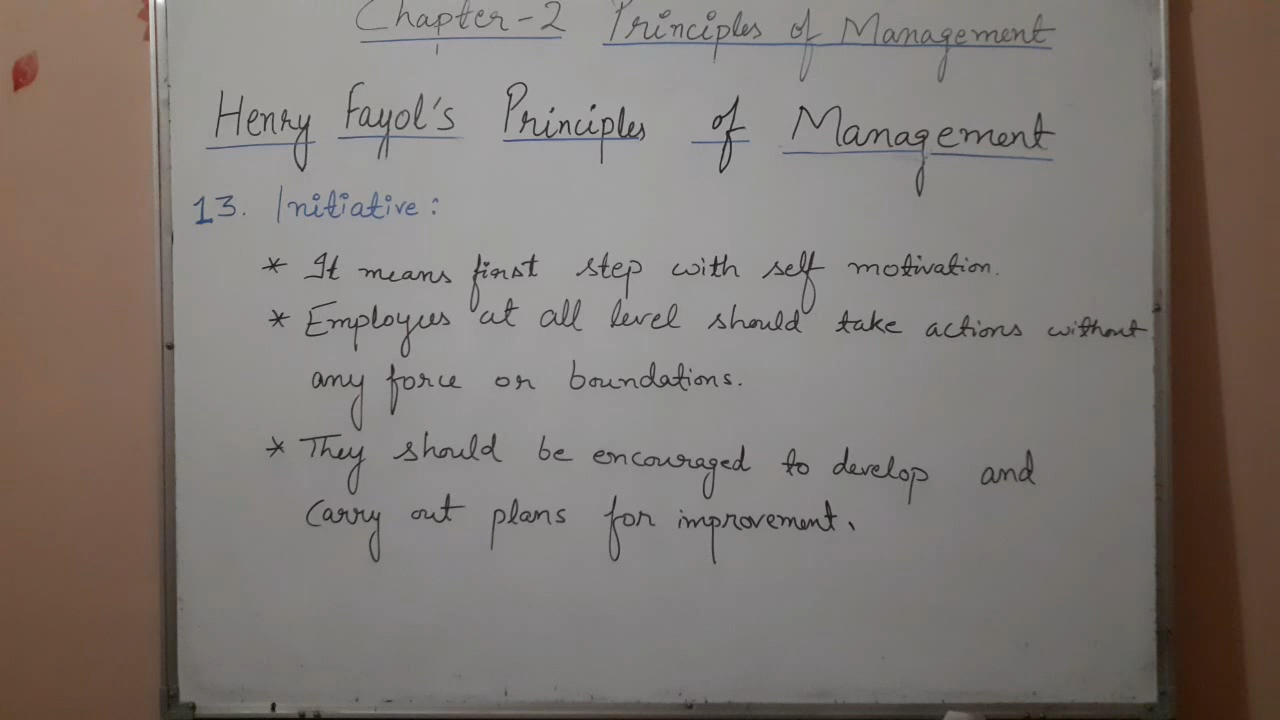 Chapter-2 Principles of Management
Henry Fayol's Principles of Management
13. Initiative:
* It means first step with self motivation.
* Employees at all level should take actions without
any force or boundations.
* They should be encouraged to develop and
carry out plans for improvement.